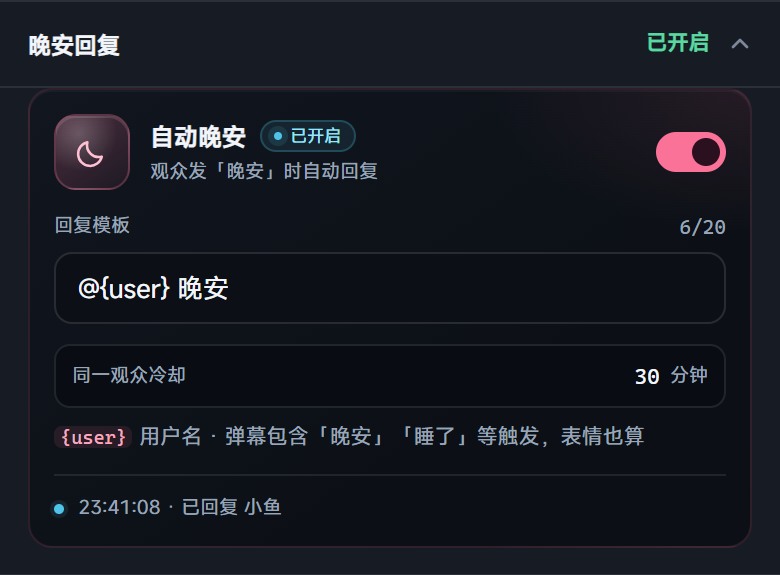 晚安回复 已开启
自动晚安 已开启
观众发「晚安」时自动回复
回复模板 6/20
@{user} 晚安
同一观众冷却 30 分钟
{user} 用户名 · 弹幕包含「晚安」「睡了」等触发，表情也算
23:41:08 · 已回复 小鱼